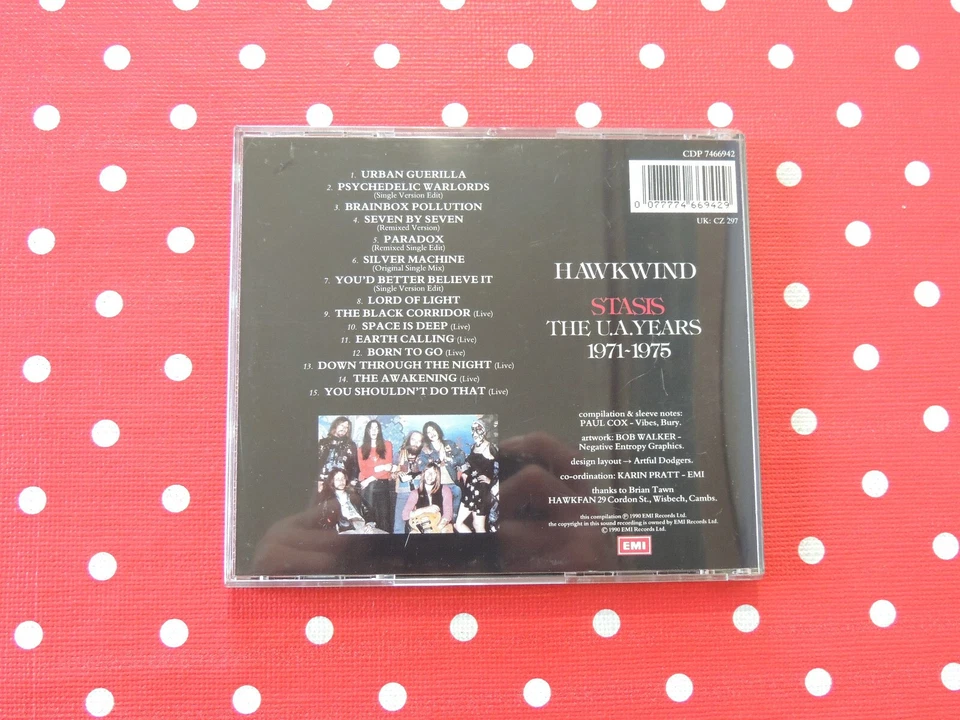 1. URBAN GUERILLA
2. PSYCHEDELIC WARLORDS
(Single Version Edit)
3. BRAINBOX POLLUTION
4. SEVEN BY SEVEN
(Remixed Version)
5. PARADOX
(Remixed Single Edit)
6. SILVER MACHINE
(Original Single Mix)
7. YOU'D BETTER BELIEVE IT
(Single Version Edit)
8. LORD OF LIGHT
9. THE BLACK CORRIDOR (Live)
10. SPACE IS DEEP (Live)
11. EARTH CALLING (Live)
12. BORN TO GO (Live)
13. DOWN THROUGH THE NIGHT (Live)
14. THE AWAKENING (Live)
15. YOU SHOULDN'T DO THAT (Live)
CDP 7466942
0 077774 669429
UK: CZ 297
HAWKWIND
STASIS
THE U.A.YEARS
1971-1975
compilation & sleeve notes:
PAUL COX - Vibes, Bury.
artwork: BOB WALKER -
Negative Entropy Graphics.
design layout → Artful Dodgers.
co-ordination: KARIN PRATT - EMI
thanks to Brian Tawn
HAWKFAN 29 Cordon St., Wisbech, Cambs.
this compilation ℗ 1990 EMI Records Ltd.
the copyright in this sound recording is owned by EMI Records Ltd.
© 1990 EMI Records Ltd.
EMI